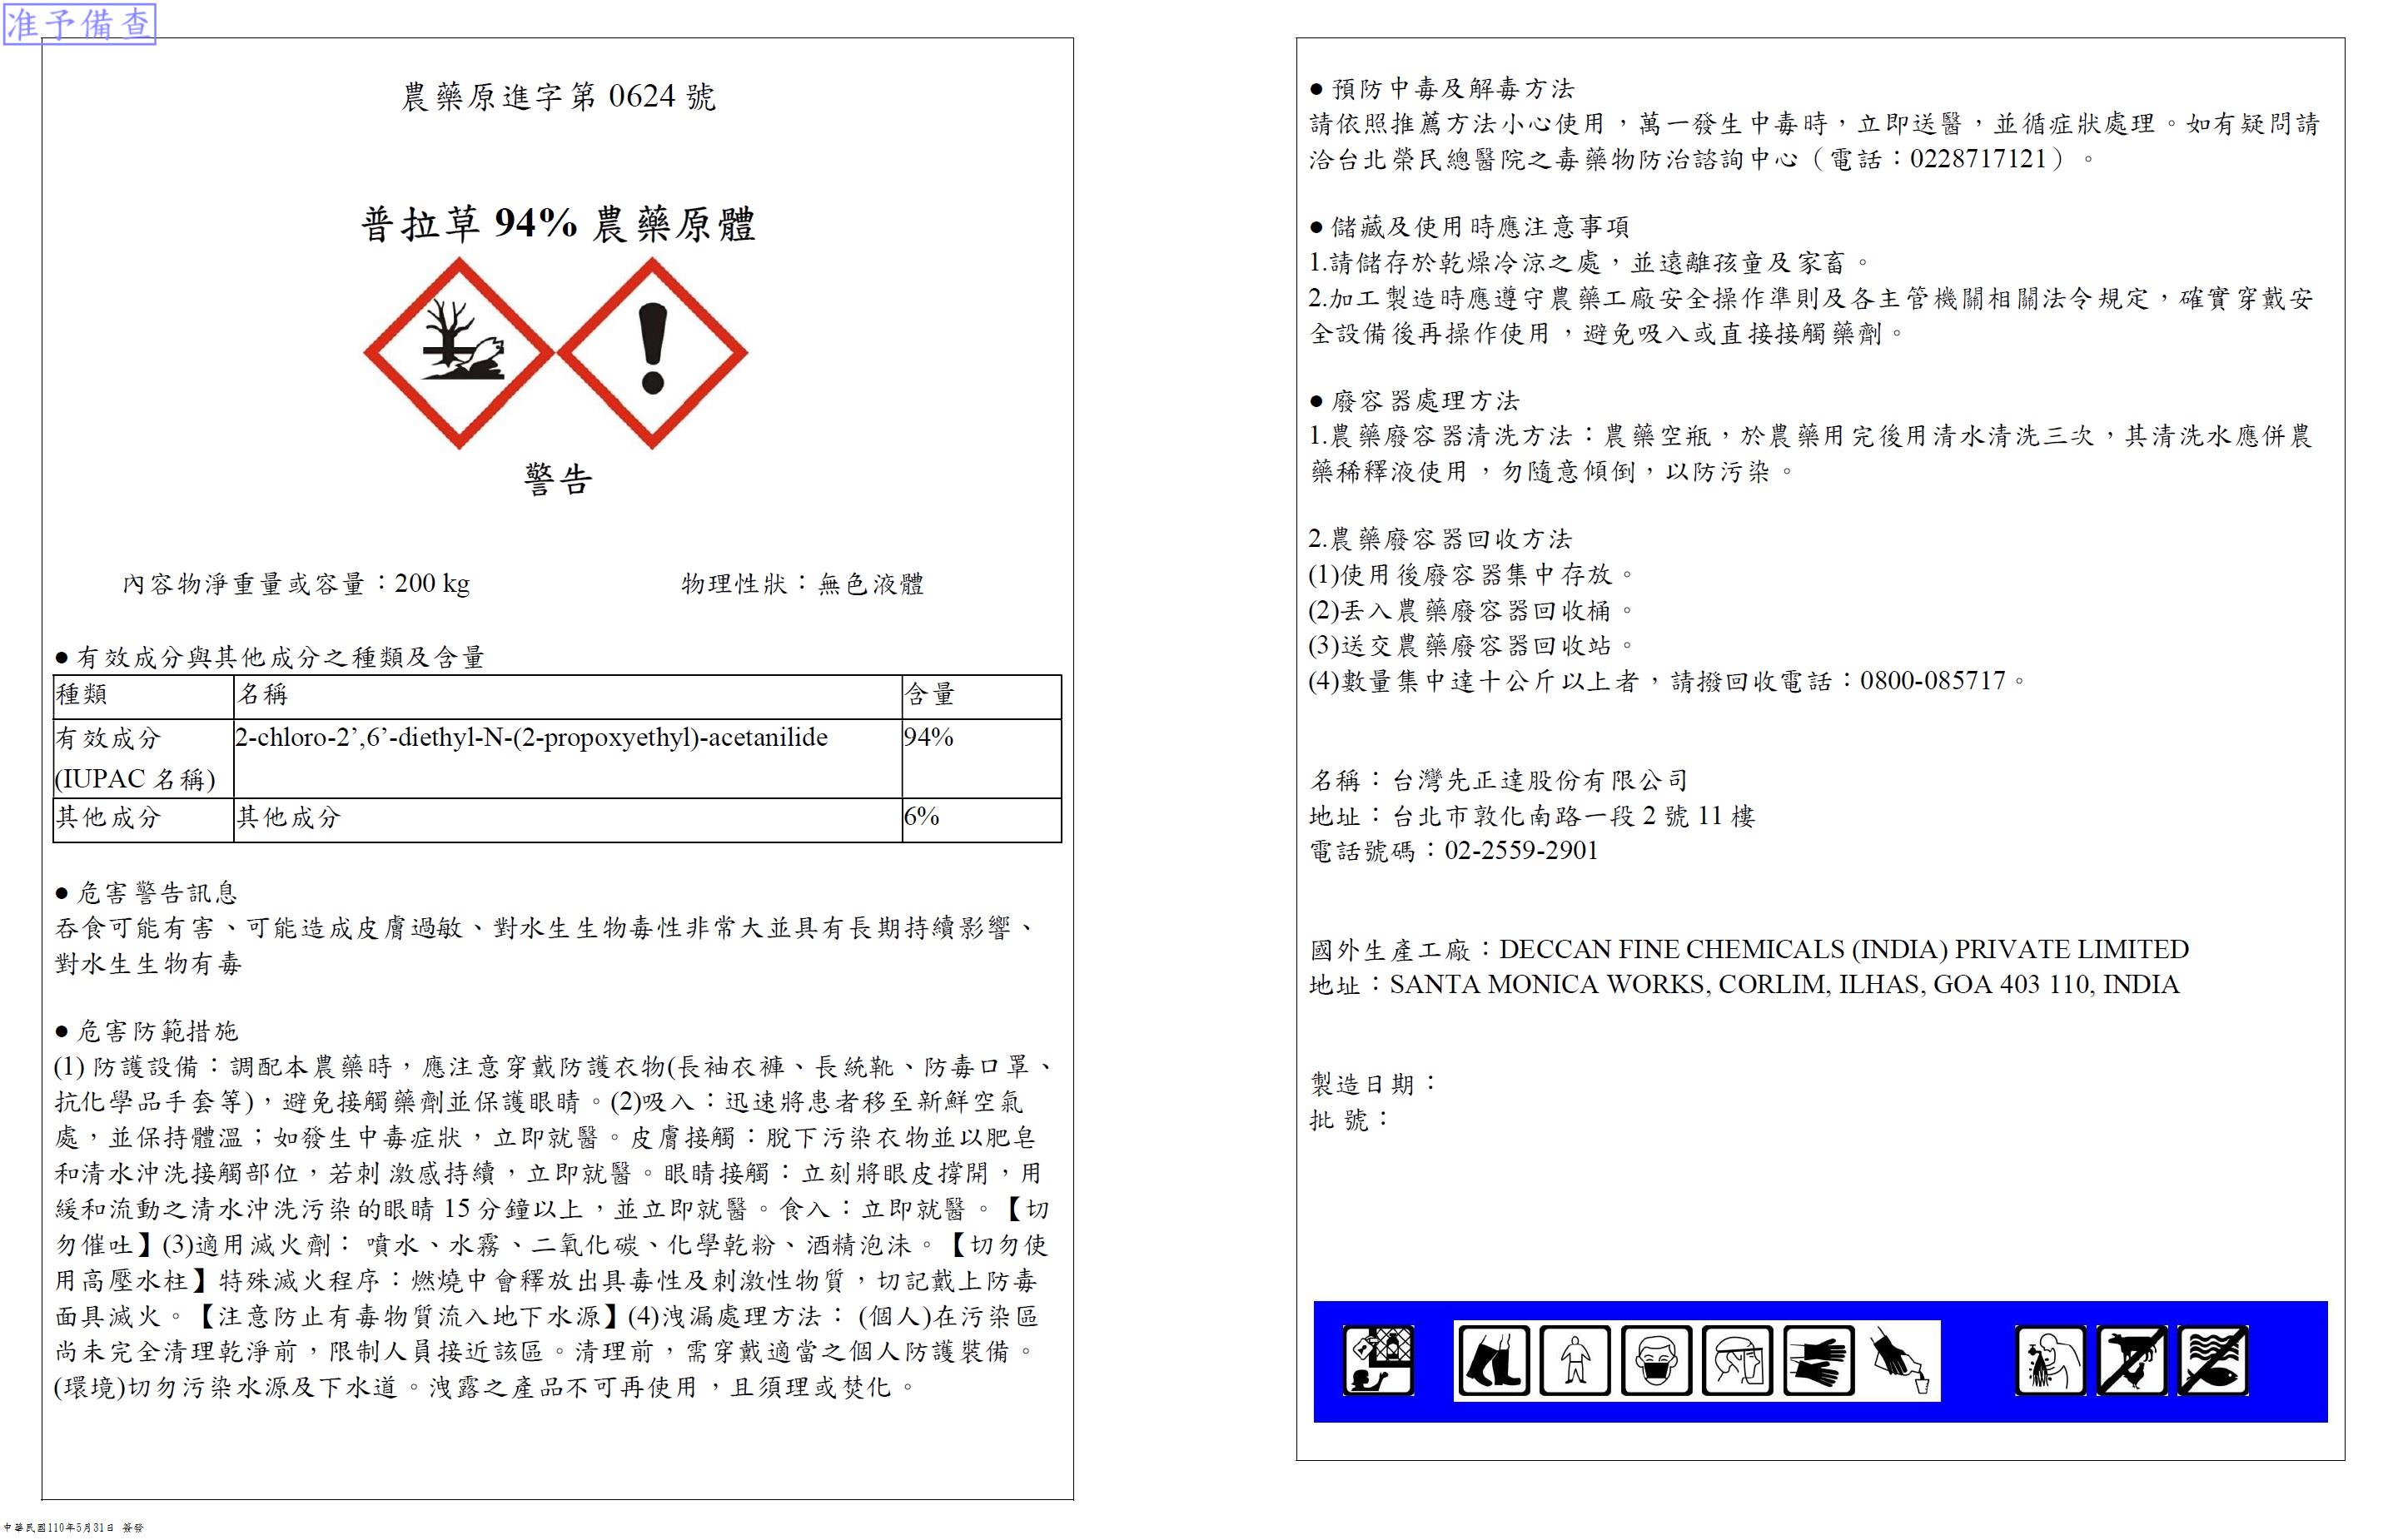 准予備查
農藥原進字第 0624 號
普拉草 94% 農藥原體
警告
內容物淨重量或容量：200 kg 物理性狀：無色液體
● 有效成分與其他成分之種類及含量
種類 名稱 含量
有效成分 2-chloro-2’,6’-diethyl-N-(2-propoxyethyl)-acetanilide 94%
(IUPAC 名稱)
其他成分 其他成分 6%
● 危害警告訊息
吞食可能有害、可能造成皮膚過敏、對水生生物毒性非常大並具有長期持續影響、
對水生生物有毒
● 危害防範措施
(1) 防護設備：調配本農藥時，應注意穿戴防護衣物(長袖衣褲、長統靴、防毒口罩、
抗化學品手套等)，避免接觸藥劑並保護眼睛。(2)吸入：迅速將患者移至新鮮空氣
處，並保持體溫；如發生中毒症狀，立即就醫。皮膚接觸：脫下污染衣物並以肥皂
和清水沖洗接觸部位，若刺激感持續，立即就醫。眼睛接觸：立刻將眼皮撐開，用
緩和流動之清水沖洗污染的眼睛 15 分鐘以上，並立即就醫。食入：立即就醫。【切
勿催吐】(3)適用滅火劑： 噴水、水霧、二氧化碳、化學乾粉、酒精泡沫。【切勿使
用高壓水柱】特殊滅火程序：燃燒中會釋放出具毒性及刺激性物質，切記戴上防毒
面具滅火。【注意防止有毒物質流入地下水源】(4)洩漏處理方法： (個人)在污染區
尚未完全清理乾淨前，限制人員接近該區。清理前，需穿戴適當之個人防護裝備。
(環境)切勿污染水源及下水道。洩露之產品不可再使用，且須理或焚化。
● 預防中毒及解毒方法
請依照推薦方法小心使用，萬一發生中毒時，立即送醫，並循症狀處理。如有疑問請
洽台北榮民總醫院之毒藥物防治諮詢中心（電話：0228717121）。
● 儲藏及使用時應注意事項
1.請儲存於乾燥冷涼之處，並遠離孩童及家畜。
2.加工製造時應遵守農藥工廠安全操作準則及各主管機關相關法令規定，確實穿戴安
全設備後再操作使用，避免吸入或直接接觸藥劑。
● 廢容器處理方法
1.農藥廢容器清洗方法：農藥空瓶，於農藥用完後用清水清洗三次，其清洗水應併農
藥稀釋液使用，勿隨意傾倒，以防污染。
2.農藥廢容器回收方法
(1)使用後廢容器集中存放。
(2)丟入農藥廢容器回收桶。
(3)送交農藥廢容器回收站。
(4)數量集中達十公斤以上者，請撥回收電話：0800-085717。
名稱：台灣先正達股份有限公司
地址：台北市敦化南路一段 2 號 11 樓
電話號碼：02-2559-2901
國外生產工廠：DECCAN FINE CHEMICALS (INDIA) PRIVATE LIMITED
地址：SANTA MONICA WORKS, CORLIM, ILHAS, GOA 403 110, INDIA
製造日期：
批 號：
中華民國110年5月31日 簽發